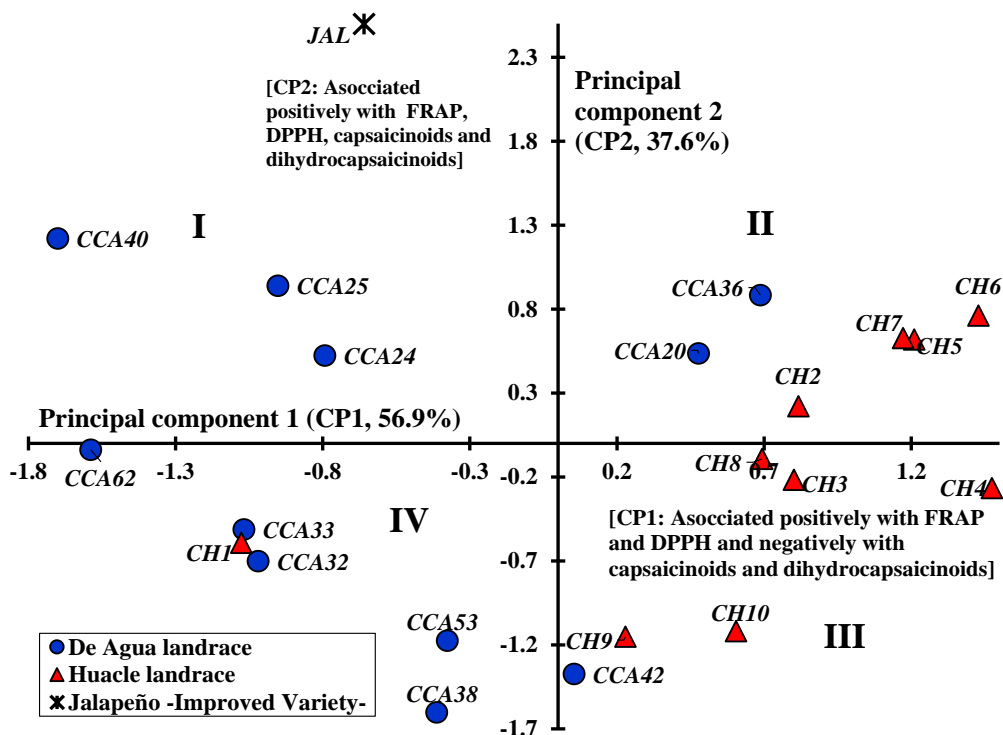 JAL
2.3
[CP2: Asocciated
positively with FRAP,
DPPH, capsaicinoids and
dihydrocapsaicinoids]
Principal
component 2
(CP2, 37.6%)
1.8
I
II
1.3
CCA40
CCA25
CCA36
CH6
0.8
CH7
CH5
CCA24
CCA20
CH2
0.3
Principal component 1 (CP1, 56.9%)
-1.8
-1.3
-0.8
-0.3
0.2
0.7
1.2
CCA62
-0.2
CH8
CH3
CH4
IV
[CP1: Asocciated positively with FRAP
and DPPH and negatively with
capsaicinoids and dihydrocapsaicinoids]
CCA33
CH1
CCA32
-0.7
CCA53
CH10
III
-1.2
CH9
CCA42
CCA38
-1.7
De Agua landrace
Huacle landrace
Jalapeño -Improved Variety-